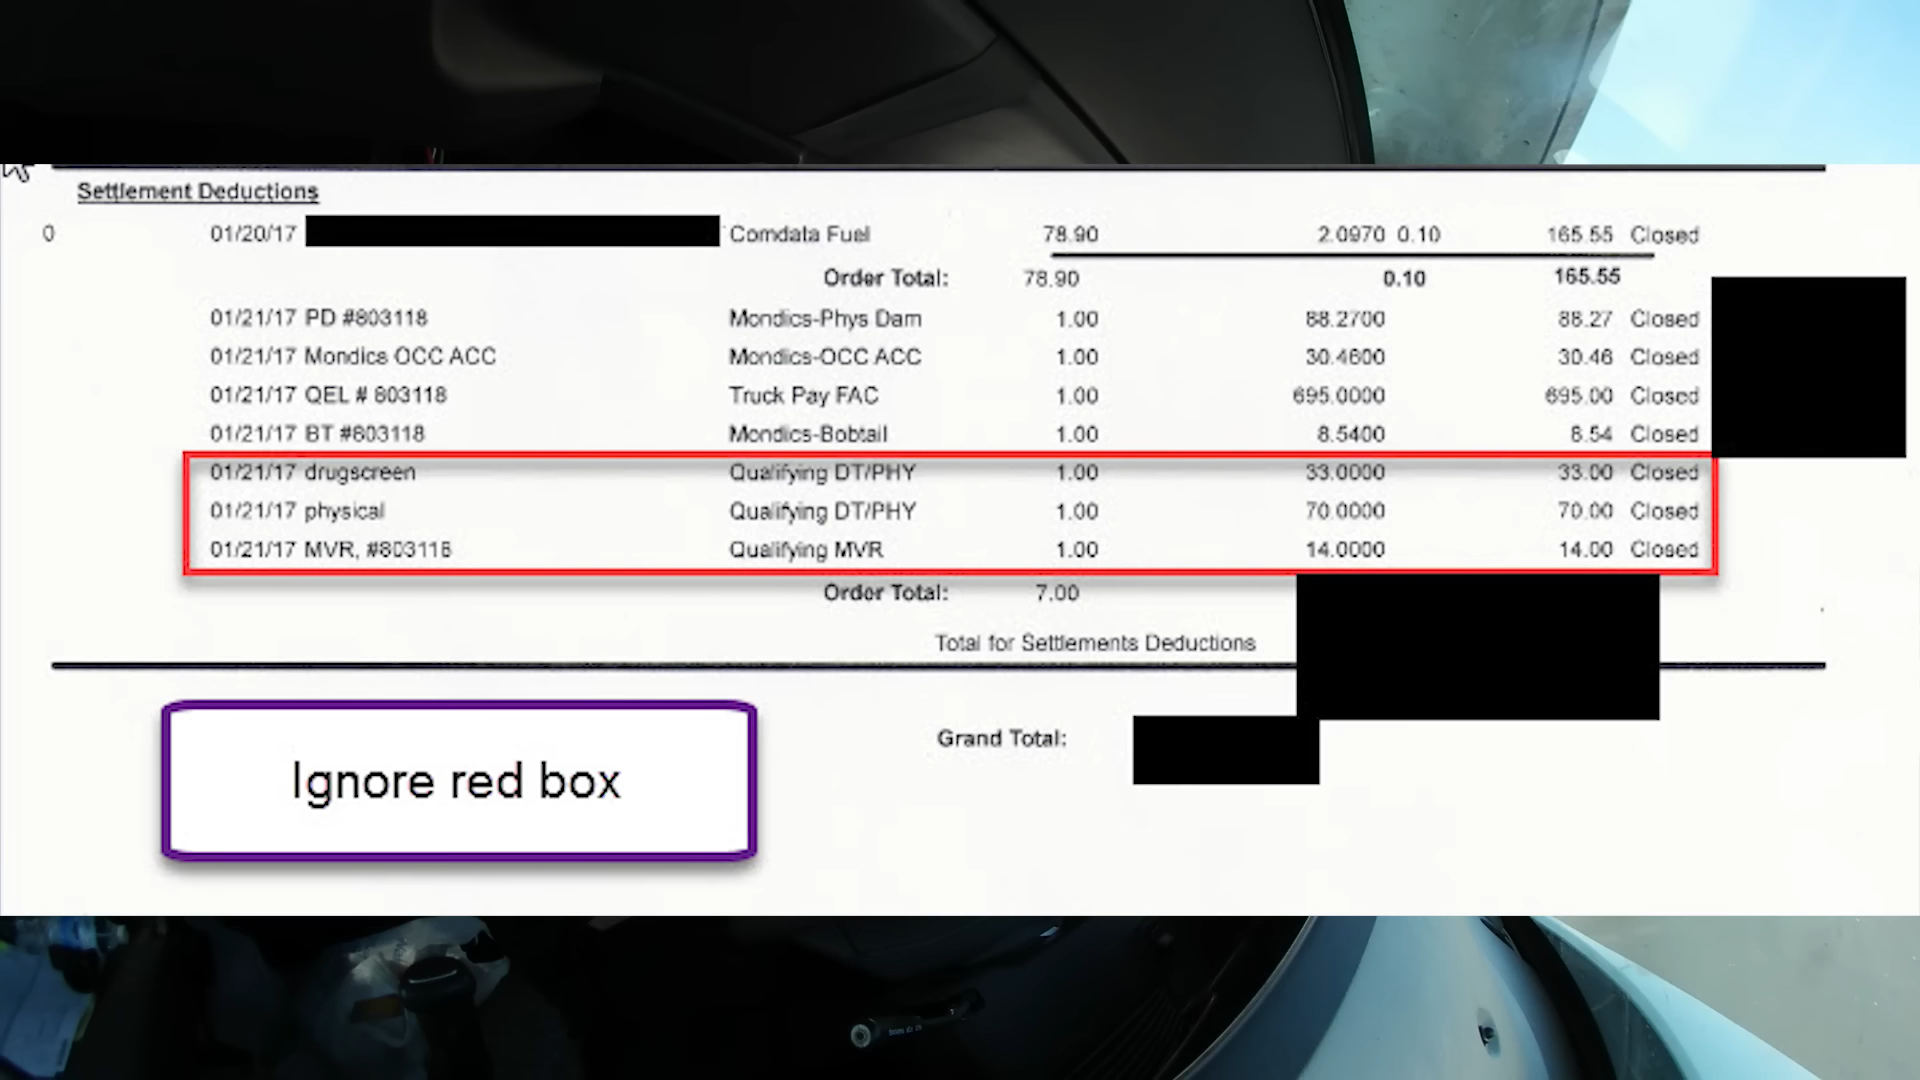 Settlement Deductions
0 01/20/17 Comdata Fuel 78.90 2.0970 0.10 165.55 Closed
Order Total: 78.90 0.10 165.55
01/21/17 PD #803118 Mondics-Phys Dam 1.00 88.2700 88.27 Closed
01/21/17 Mondics OCC ACC Mondics-OCC ACC 1.00 30.4600 30.46 Closed
01/21/17 QEL # 803118 Truck Pay FAC 1.00 695.0000 695.00 Closed
01/21/17 BT #803118 Mondics-Bobtail 1.00 8.5400 8.54 Closed
01/21/17 drugscreen Qualifying DT/PHY 1.00 33.0000 33.00 Closed
01/21/17 physical Qualifying DT/PHY 1.00 70.0000 70.00 Closed
01/21/17 MVR, #803118 Qualifying MVR 1.00 14.0000 14.00 Closed
Order Total: 7.00
Total for Settlements Deductions
Grand Total:
Ignore red box